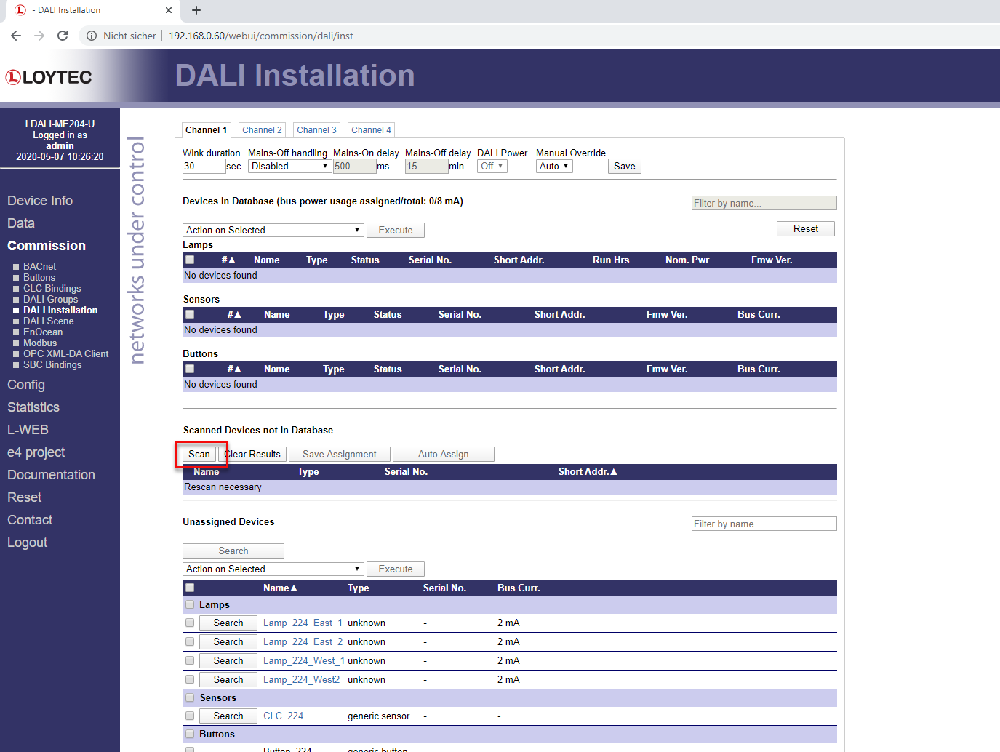 - DALI Installation
Nicht sicher 192.168.0.60/webui/commission/dali/inst
LOYTEC
DALI Installation
LDALI-ME204-U
Logged in as
admin
2020-05-07 10:26:20
Device Info
Data
Commission
BACnet
Buttons
CLC Bindings
DALI Groups
DALI Installation
DALI Scene
EnOcean
Modbus
OPC XML-DA Client
SBC Bindings
Config
Statistics
L-WEB
e4 project
Documentation
Reset
Contact
Logout
networks under control
Channel 1 Channel 2 Channel 3 Channel 4
Wink duration Mains-Off handling Mains-On delay Mains-Off delay DALI Power Manual Override
30 sec Disabled 500 ms 15 min Off Auto Save
Devices in Database (bus power usage assigned/total: 0/8 mA) Filter by name...
Action on Selected Execute Reset
Lamps
#▲ Name Type Status Serial No. Short Addr. Run Hrs Nom. Pwr Fmw Ver.
No devices found
Sensors
#▲ Name Type Status Serial No. Short Addr. Fmw Ver. Bus Curr.
No devices found
Buttons
#▲ Name Type Status Serial No. Short Addr. Fmw Ver. Bus Curr.
No devices found
Scanned Devices not in Database
Scan Clear Results Save Assignment Auto Assign
Name Type Serial No. Short Addr.▲
Rescan necessary
Unassigned Devices Filter by name...
Search
Action on Selected Execute
Name▲ Type Serial No. Bus Curr.
Lamps
Search Lamp_224_East_1 unknown - 2 mA
Search Lamp_224_East_2 unknown - 2 mA
Search Lamp_224_West_1 unknown - 2 mA
Search Lamp_224_West2 unknown - 2 mA
Sensors
Search CLC_224 generic sensor - -
Buttons
Button_224 generic button